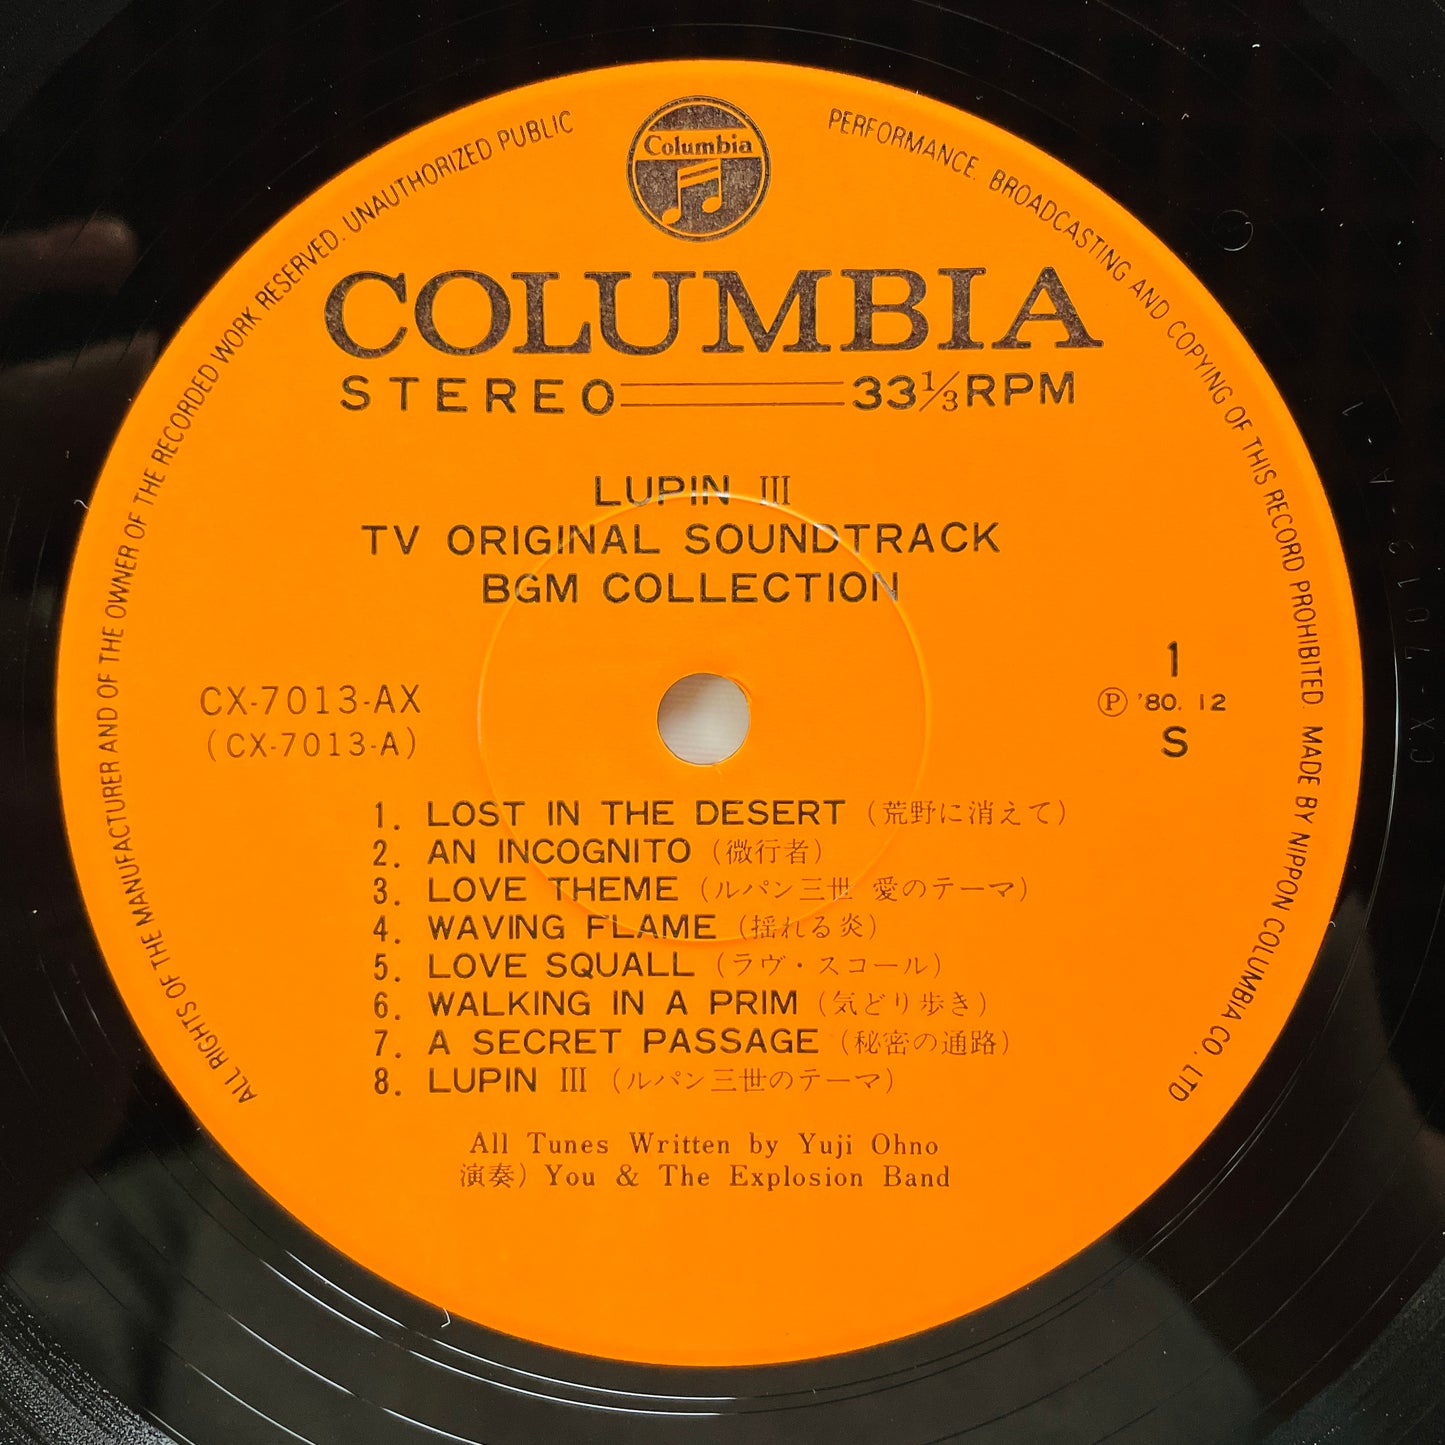 ALL RIGHTS OF THE MANUFACTURER AND OF THE OWNER OF THE RECORDED WORK RESERVED. UNAUTHORIZED PUBLIC PERFORMANCE. BROADCASTING AND COPYING OF THIS RECORD PROHIBITED. MADE BY NIPPON COLUMBIA CO. LTD
Columbia
COLUMBIA
STEREO 33 1/3 RPM
LUPIN III
TV ORIGINAL SOUNDTRACK
BGM COLLECTION
CX-7013-AX
(CX-7013-A)
1
Ⓟ '80. 12
S
1. LOST IN THE DESERT (荒野に消えて)
2. AN INCOGNITO (微行者)
3. LOVE THEME (ルパン三世 愛のテーマ)
4. WAVING FLAME (揺れる炎)
5. LOVE SQUALL (ラヴ・スコール)
6. WALKING IN A PRIM (気どり歩き)
7. A SECRET PASSAGE (秘密の通路)
8. LUPIN III (ルパン三世のテーマ)
All Tunes Written by Yuji Ohno
演奏) You & The Explosion Band
CX-7013 A 1